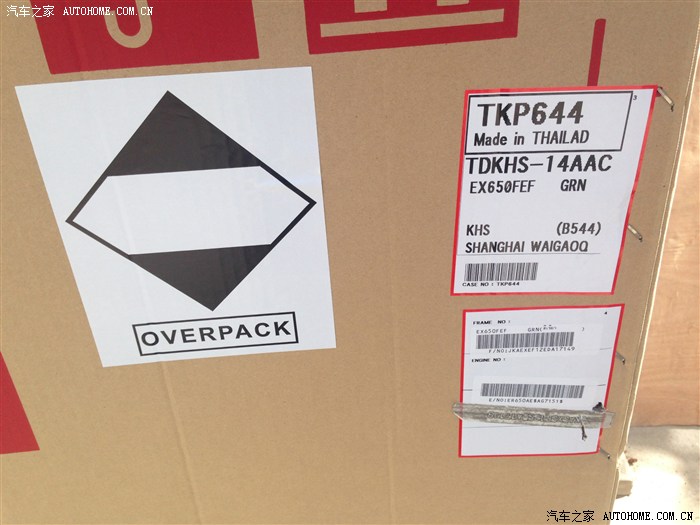 汽车之家 AUTOHOME.COM.CN
TKP644
Made in THAILAD
TDKHS-14AAC
EX650FEF GRN
KHS (B544)
SHANGHAI WAIGAOQ
CASE NO : TKP644
OVERPACK
FRAME NO :
EX650FEF GRN( )
ENGINE NO :
汽车之家 AUTOHOME.COM.CN